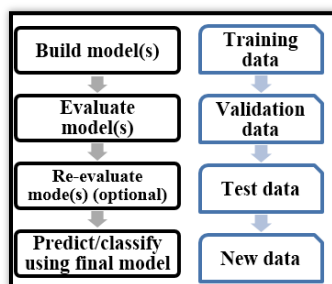 Build model(s)
Evaluate
model(s)
Re-evaluate
mode(s) (optional)
Predict/classify
using final model
Training
data
Validation
data
Test data
New data